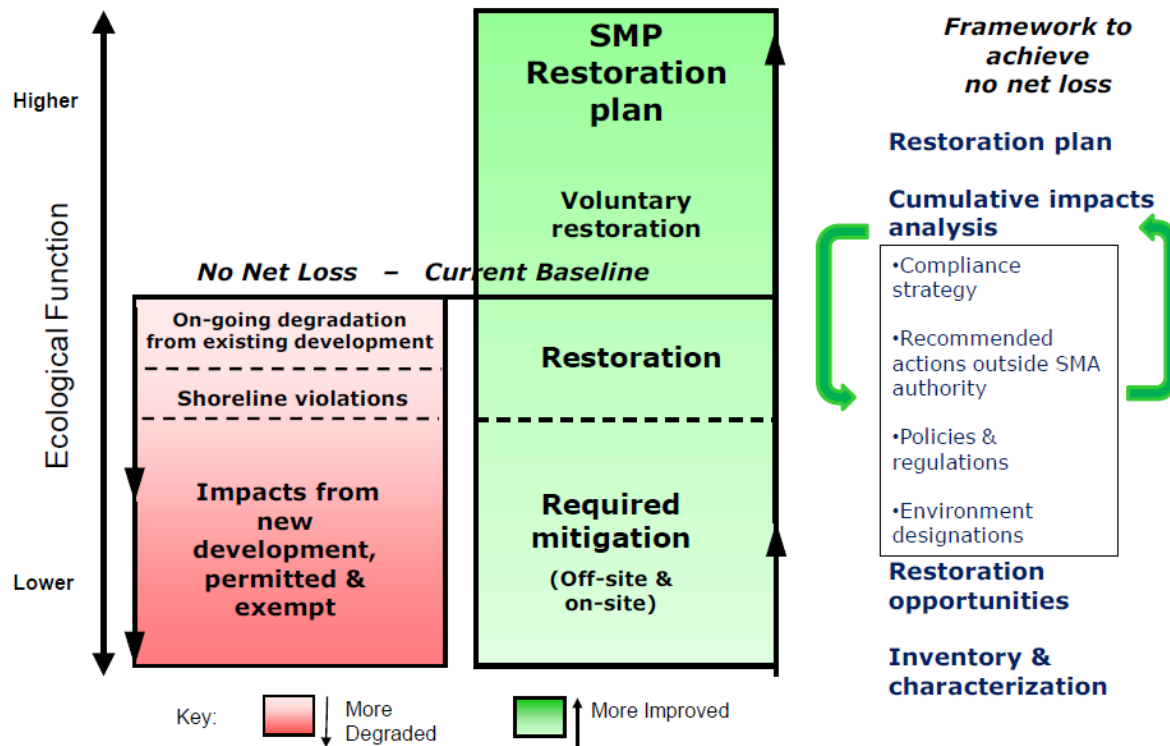 Higher
Ecological Function
Lower
No Net Loss – Current Baseline
On-going degradation
from existing development
Shoreline violations
Impacts from
new
development,
permitted &
exempt
SMP
Restoration
plan
Voluntary
restoration
Restoration
Required
mitigation
(Off-site &
on-site)
Framework to
achieve
no net loss
Restoration plan
Cumulative impacts
analysis
•Compliance
strategy
•Recommended
actions outside SMA
authority
•Policies &
regulations
•Environment
designations
Restoration
opportunities
Inventory &
characterization
Key:
More
Degraded
More Improved